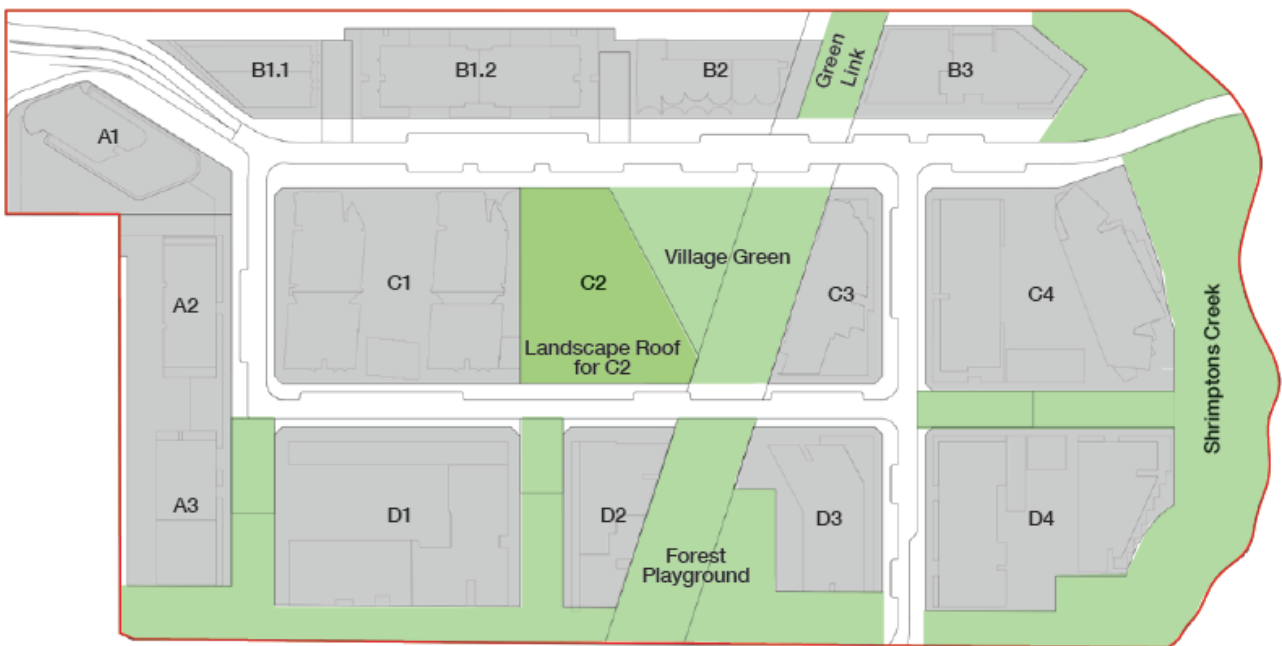 B1.1
B1.2
B2
Green
Link
B3
A1
A2
C1
C2
Village Green
C3
C4
Landscape Roof
for C2
Shrimptons Creek
A3
D1
D2
Forest
Playground
D3
D4